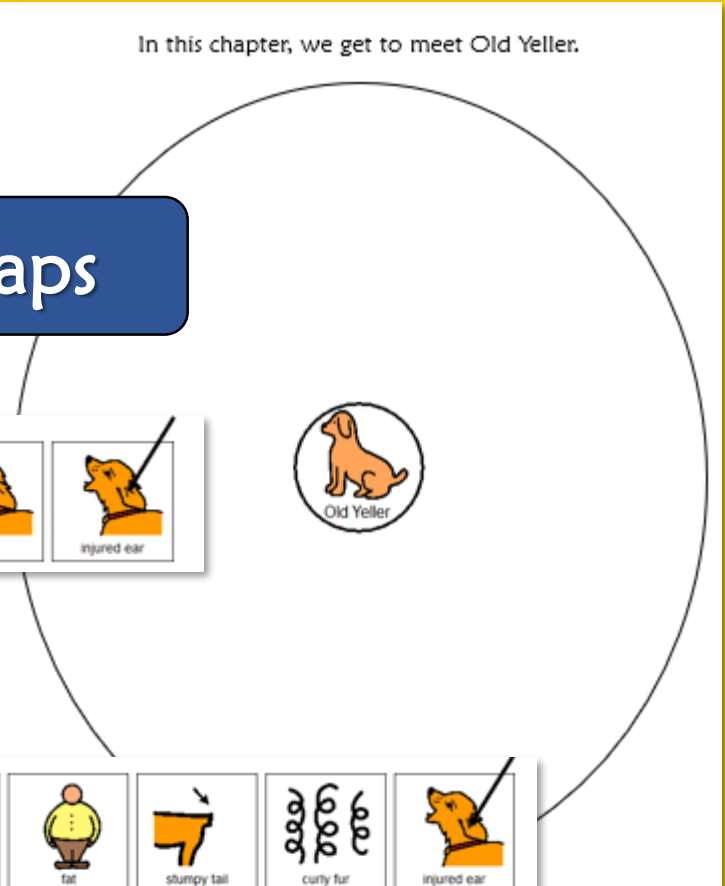 In this chapter, we get to meet Old Yeller.
aps
Old Yeller
injured ear
fat
stumpy tail
curly fur
injured ear